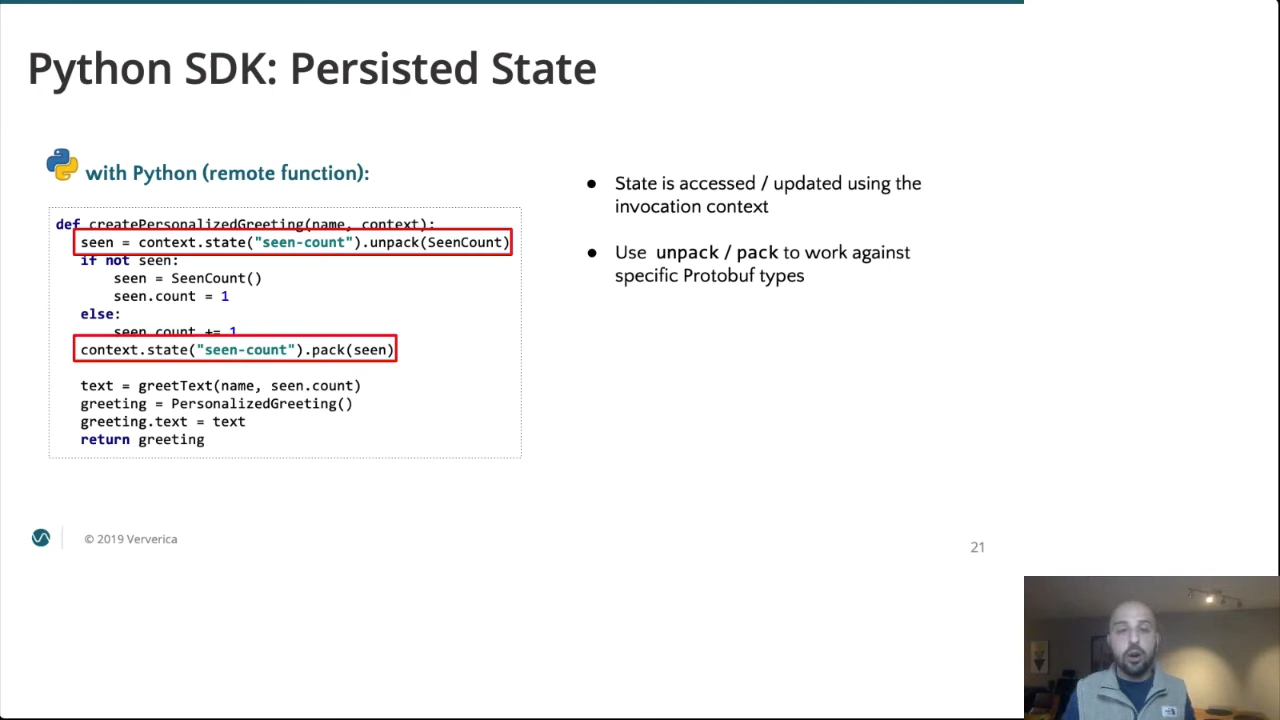 Python SDK: Persisted State
with Python (remote function):
def createPersonalizedGreeting(name, context):
seen = context.state("seen-count").unpack(SeenCount)
if not seen:
seen = SeenCount()
seen.count = 1
else:
seen.count += 1
context.state("seen-count").pack(seen)
text = greetText(name, seen.count)
greeting = PersonalizedGreeting()
greeting.text = text
return greeting
● State is accessed / updated using the
invocation context
● Use unpack / pack to work against
specific Protobuf types
© 2019 Ververica
21